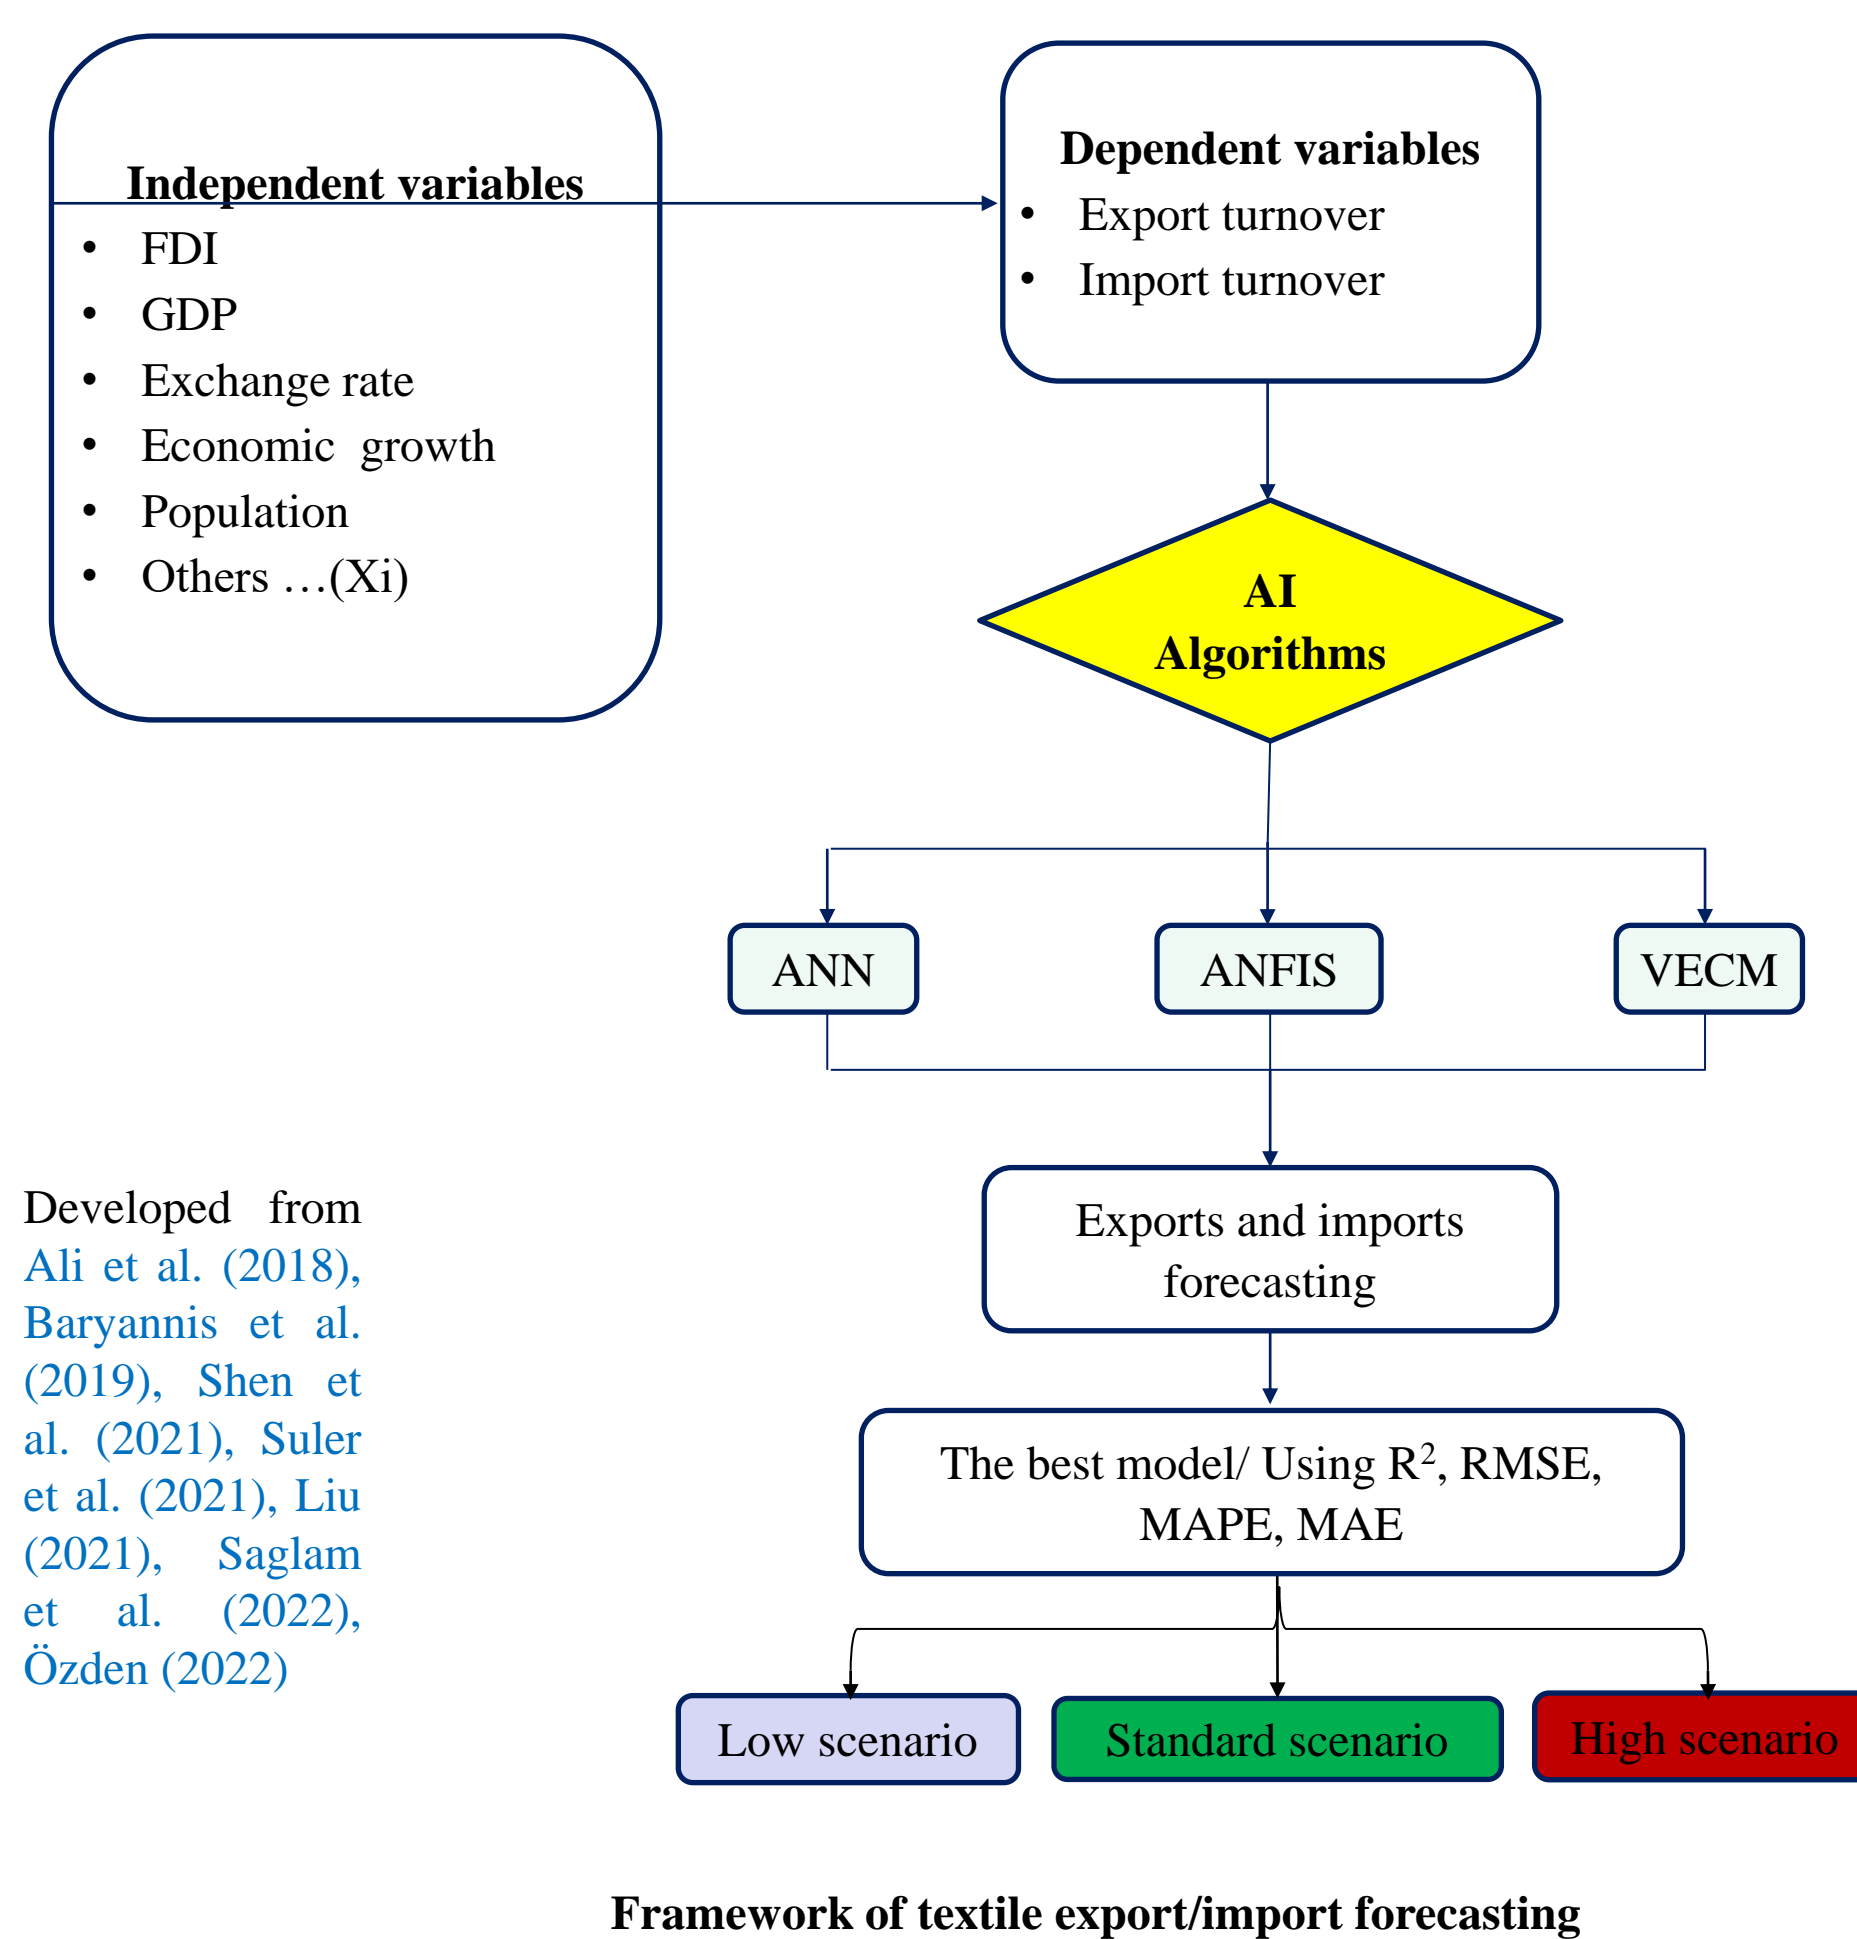 Independent variables
• FDI
• GDP
• Exchange rate
• Economic growth
• Population
• Others …(Xi)
Dependent variables
• Export turnover
• Import turnover
AI
Algorithms
ANN
ANFIS
VECM
Exports and imports
forecasting
The best model/ Using R², RMSE,
MAPE, MAE
Low scenario
Standard scenario
High scenario
Developed from
Ali et al. (2018),
Baryannis et al.
(2019), Shen et
al. (2021), Suler
et al. (2021), Liu
(2021), Saglam
et al. (2022),
Özden (2022)
Framework of textile export/import forecasting